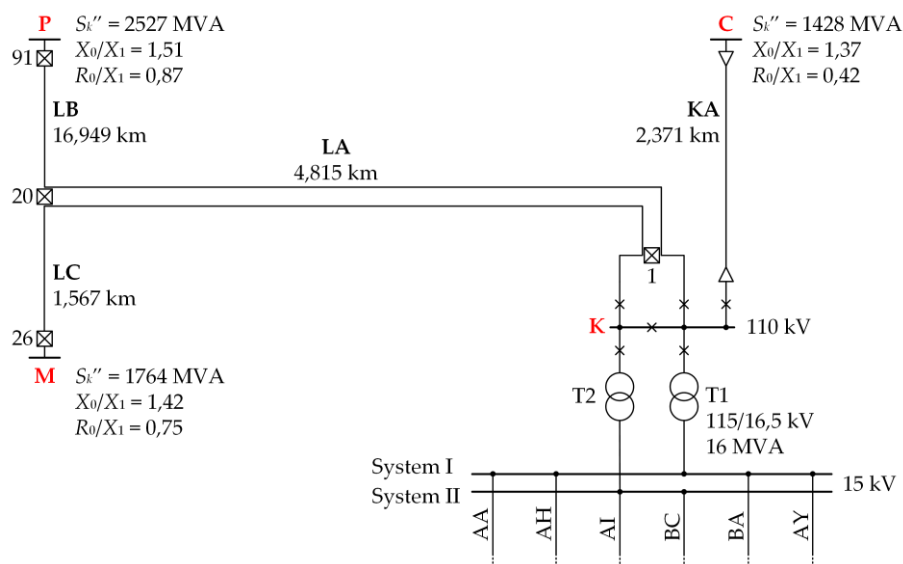 P
Sk″ = 2527 MVA
X0/X1 = 1,51
R0/X1 = 0,87
91
C
Sk″ = 1428 MVA
X0/X1 = 1,37
R0/X1 = 0,42
LB
16,949 km
LA
4,815 km
KA
2,371 km
20
1
LC
1,567 km
26
M
Sk″ = 1764 MVA
X0/X1 = 1,42
R0/X1 = 0,75
K
110 kV
T2
T1
115/16,5 kV
16 MVA
System I
System II
15 kV
AA
AH
AI
BC
BA
AY